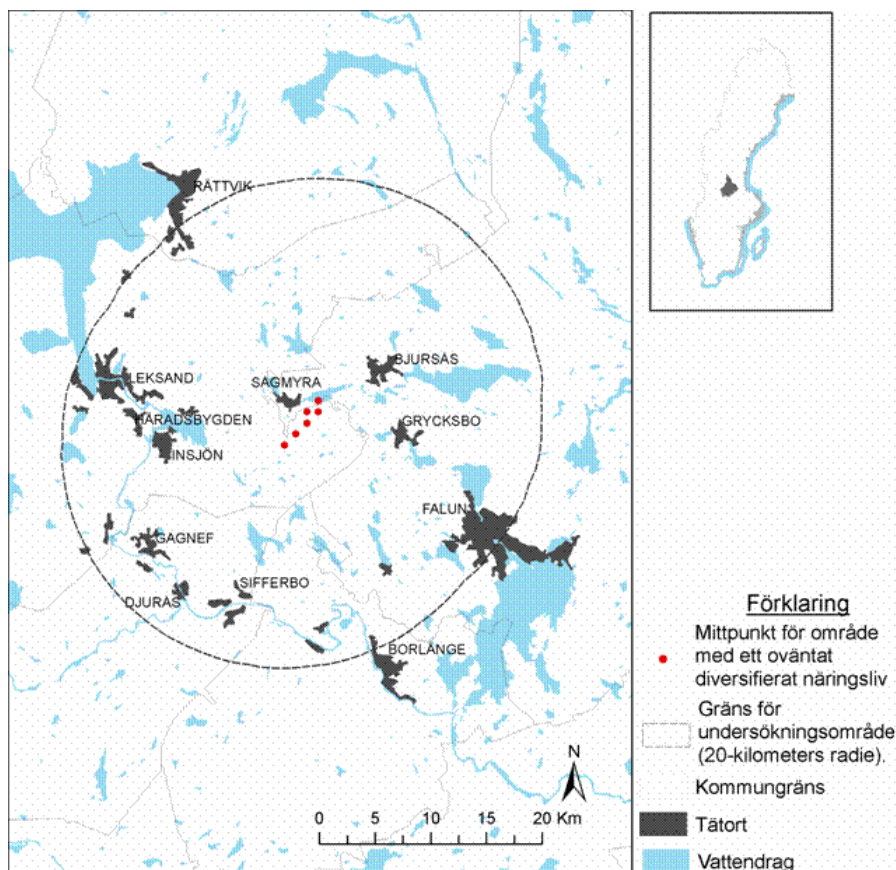 RÄTTVIK
LEKSAND
SÅGMYRA
BJURSÅS
HÄRADSBYGDEN
GRYCKSBO
INSJÖN
FALUN
GAGNEF
SIFFERBO
DJURÅS
BORLÄNGE
N
0 5 10 15 20 Km
Förklaring
Mittpunkt för område
med ett oväntat
diversifierat näringsliv
Gräns för
undersökningsområde
(20-kilometers radie).
Kommungräns
Tätort
Vattendrag